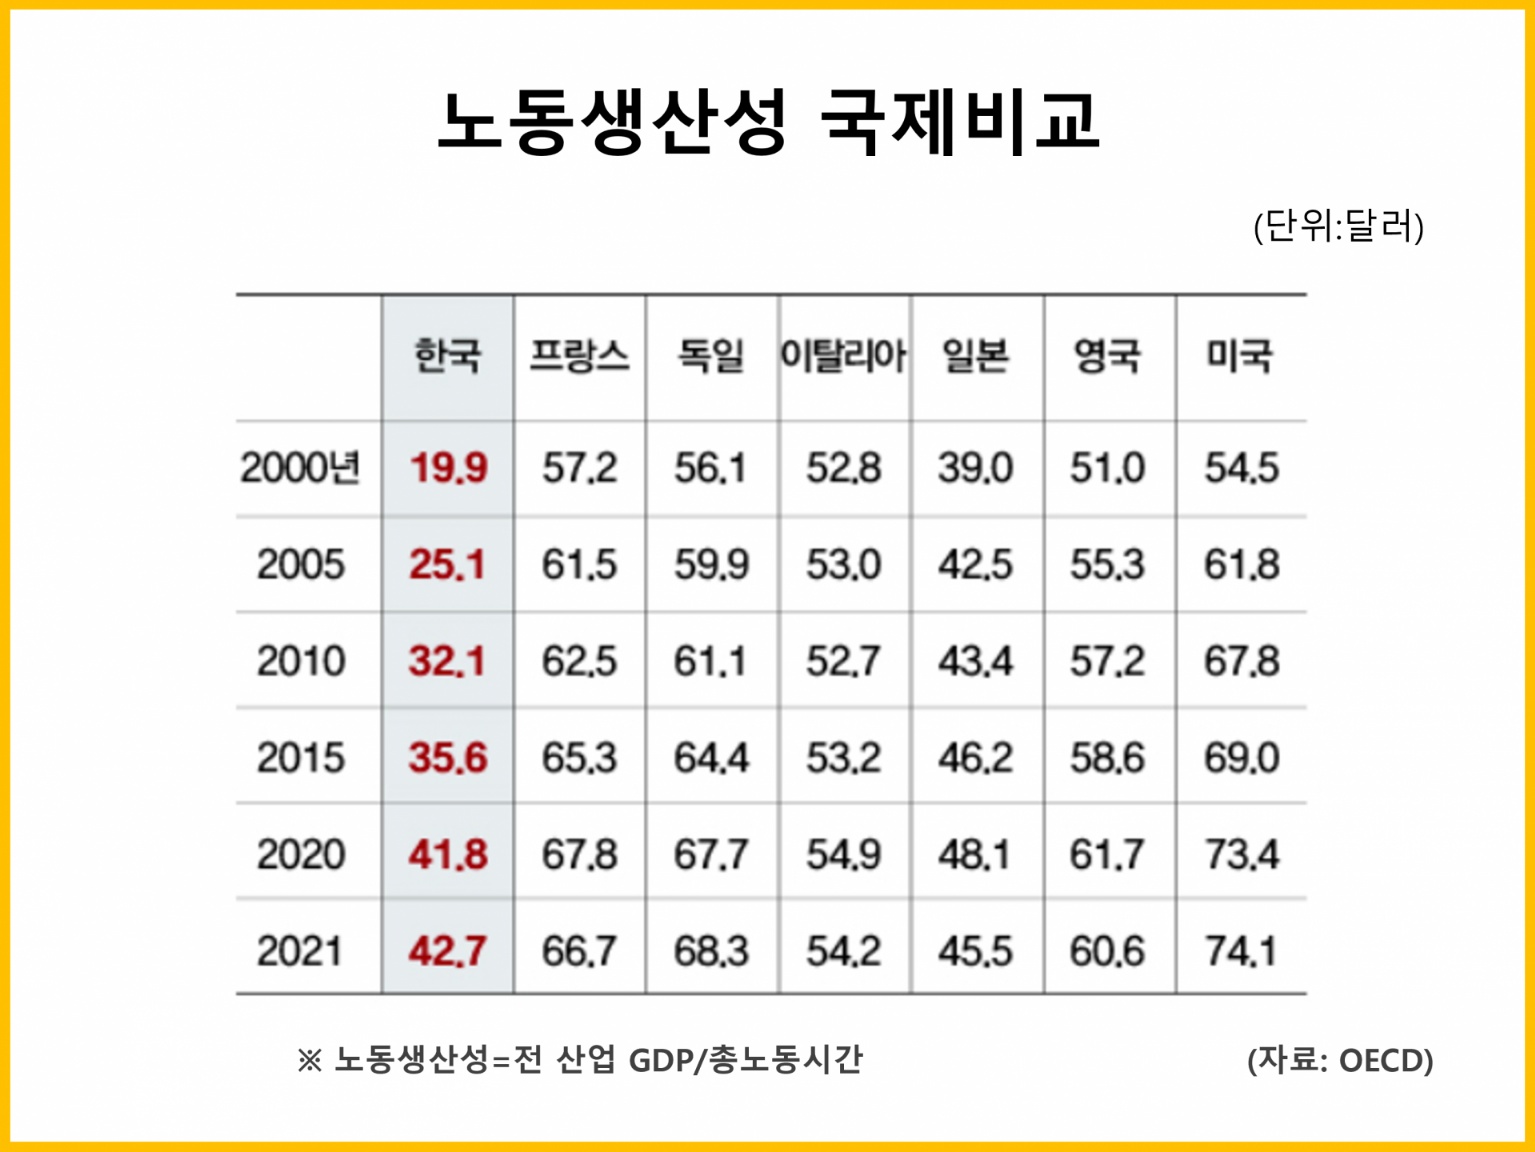 노동생산성 국제비교
(단위:달러)
한국 프랑스 독일 이탈리아 일본 영국 미국
2000년 19.9 57.2 56.1 52.8 39.0 51.0 54.5
2005 25.1 61.5 59.9 53.0 42.5 55.3 61.8
2010 32.1 62.5 61.1 52.7 43.4 57.2 67.8
2015 35.6 65.3 64.4 53.2 46.2 58.6 69.0
2020 41.8 67.8 67.7 54.9 48.1 61.7 73.4
2021 42.7 66.7 68.3 54.2 45.5 60.6 74.1
※ 노동생산성=전 산업 GDP/총노동시간 (자료: OECD)